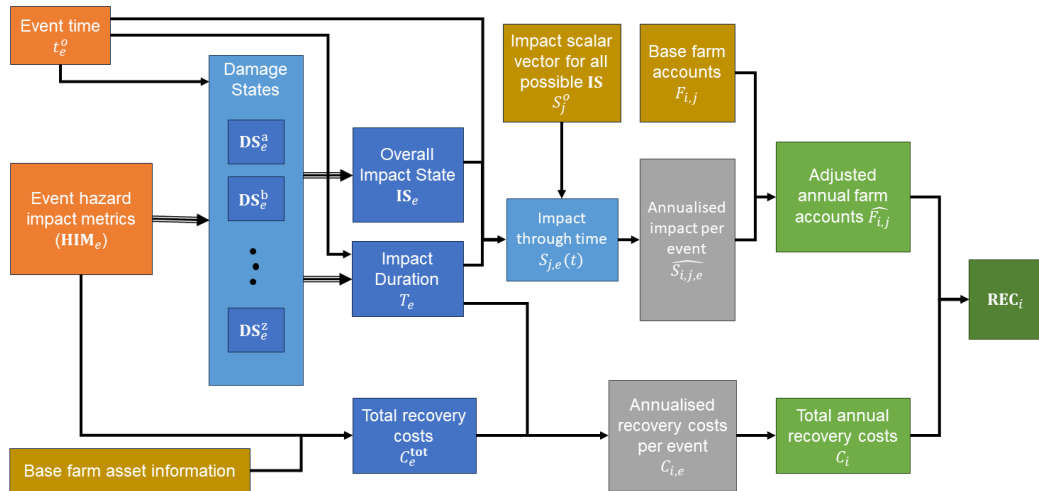 Event time
t_e^o
Damage
States
DS_e^a
DS_e^b
DS_e^z
Event hazard
impact metrics
(HIM_e)
Base farm asset information
Overall
Impact State
IS_e
Impact
Duration
T_e
Total recovery
costs
C_e^tot
Impact scalar
vector for all
possible IS
S_j^o
Impact
through time
S_{j,e}(t)
Base farm
accounts
F_{i,j}
Annualised
impact per
event
\widehat{S_{i,j,e}}
Annualised
recovery costs
per event
C_{i,e}
Adjusted
annual farm
accounts \widehat{F_{i,j}}
Total annual
recovery costs
C_i
REC_i